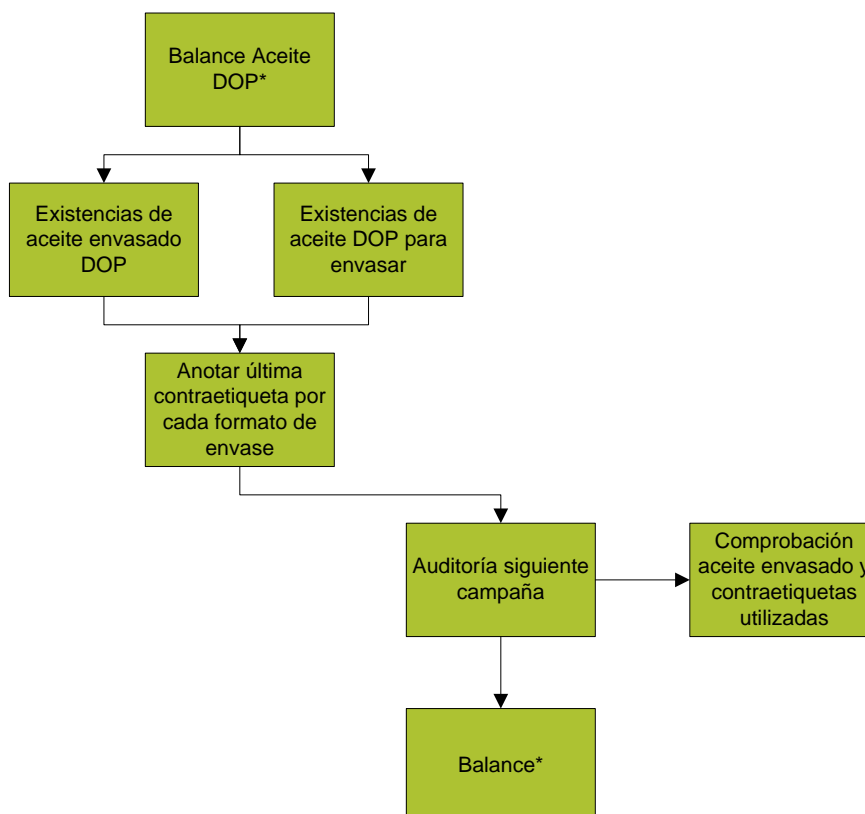 Balance Aceite
DOP*
Existencias de
aceite envasado
DOP
Existencias de
aceite DOP para
envasar
Anotar última
contraetiqueta por
cada formato de
envase
Auditoría siguiente
campaña
Comprobación
aceite envasado y
contraetiquetas
utilizadas
Balance*